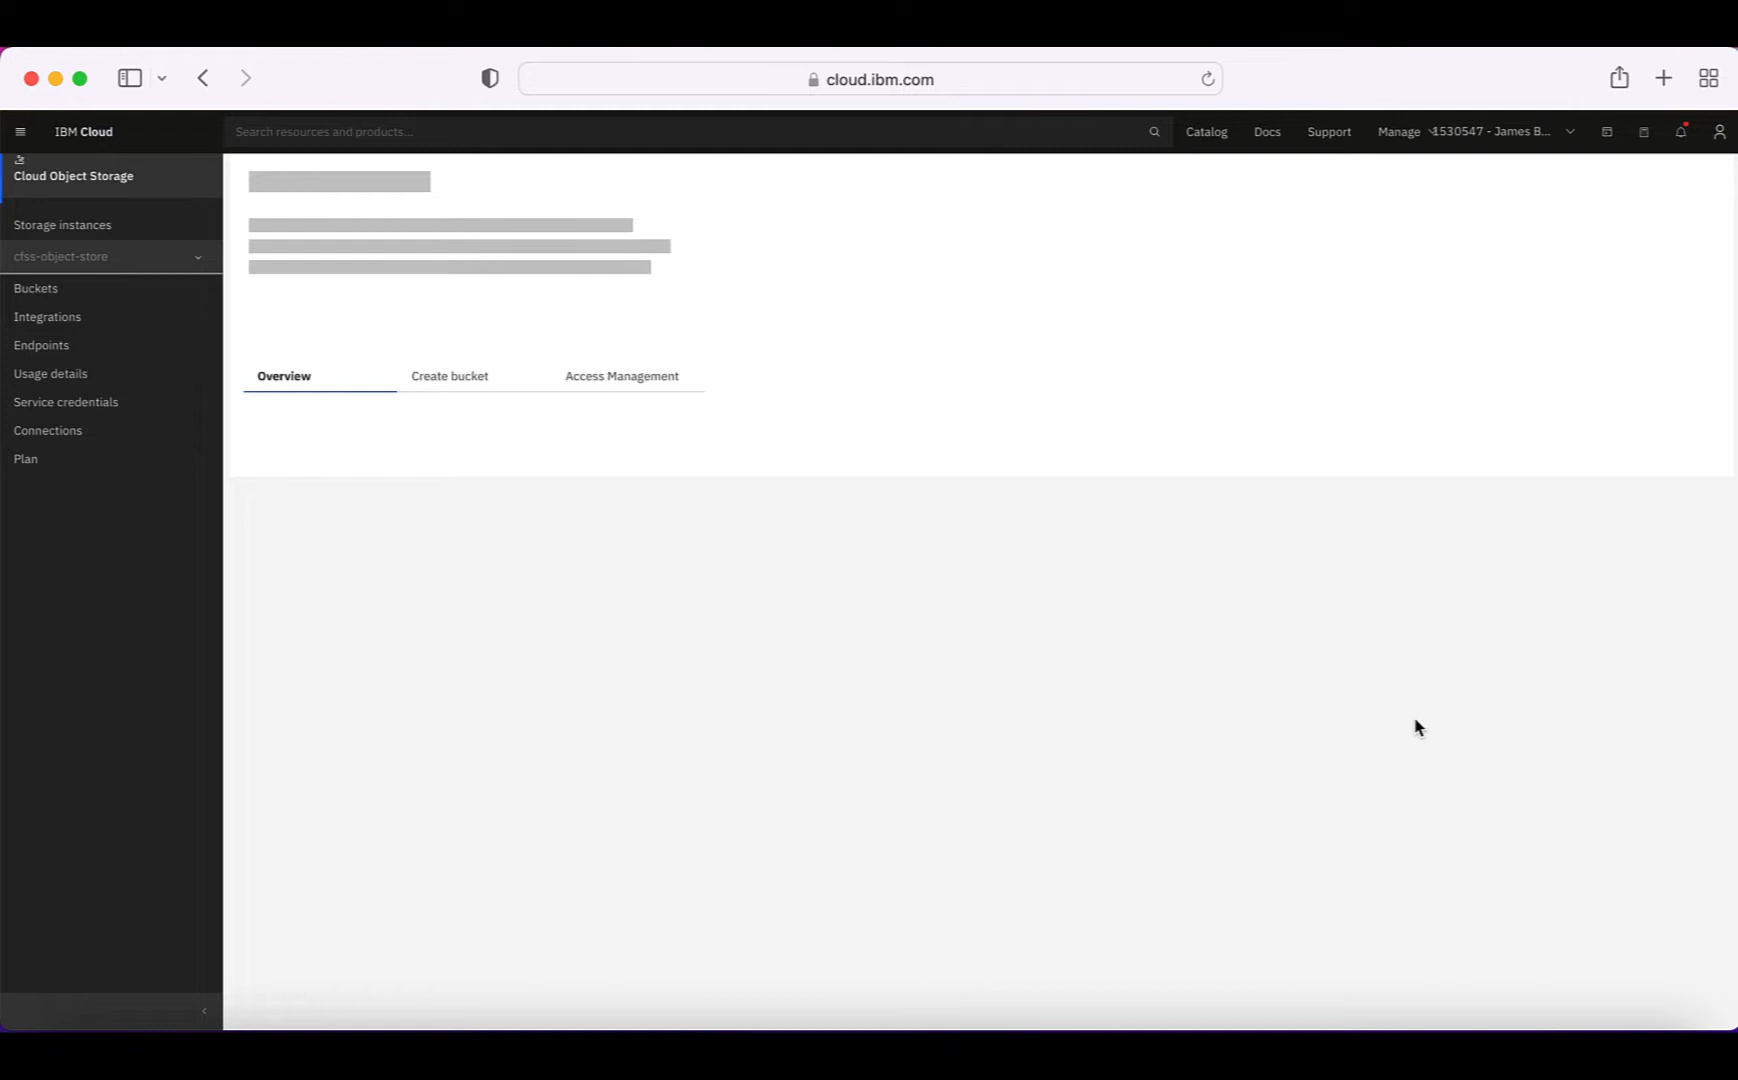 cloud.ibm.com
IBM Cloud
Search resources and products...
Catalog
Docs
Support
Manage
1530547 - James B...
Cloud Object Storage
Storage instances
cfss-object-store
Buckets
Integrations
Endpoints
Usage details
Service credentials
Connections
Plan
Overview
Create bucket
Access Management